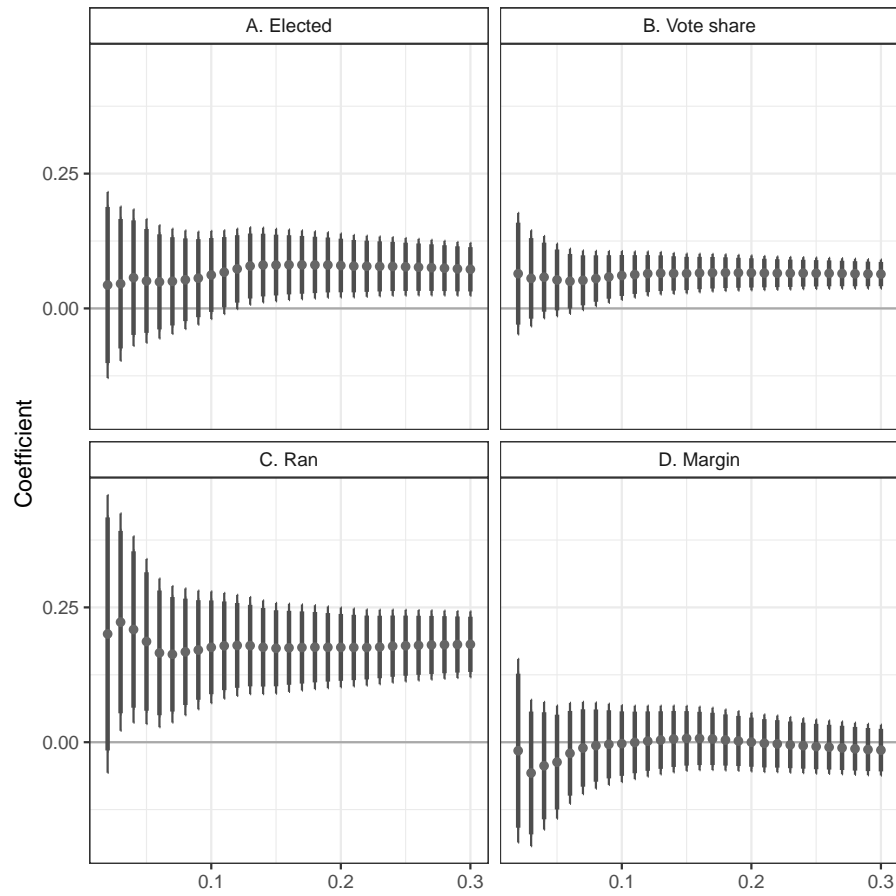 A. Elected
B. Vote share
0.25
0.00
C. Ran
D. Margin
0.25
0.00
Coefficient
0.1
0.2
0.3
0.1
0.2
0.3